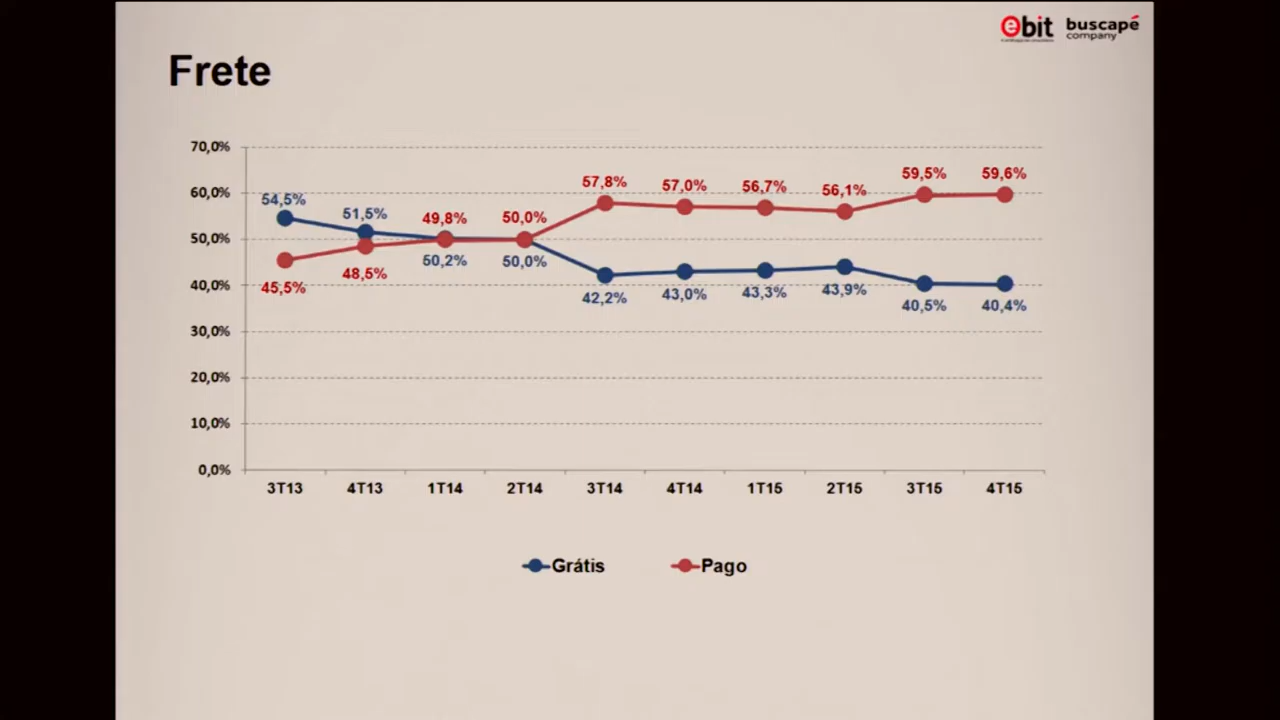 ebit buscapé
company
Frete
70,0%
60,0%
50,0%
40,0%
30,0%
20,0%
10,0%
0,0%
54,5% 51,5% 50,2% 50,0% 42,2% 43,0% 43,3% 43,9% 40,5% 40,4%
45,5% 48,5% 49,8% 50,0% 57,8% 57,0% 56,7% 56,1% 59,5% 59,6%
3T13 4T13 1T14 2T14 3T14 4T14 1T15 2T15 3T15 4T15
Grátis Pago